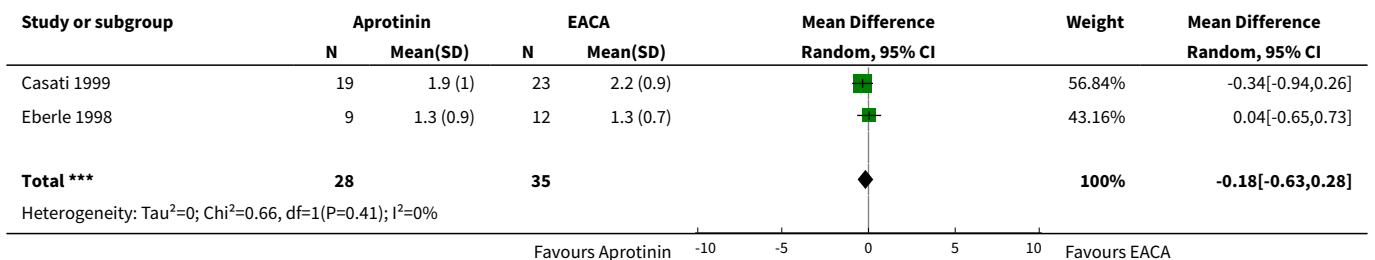 Study or subgroup Aprotinin EACA Mean Difference Weight Mean Difference
N Mean(SD) N Mean(SD) Random, 95% CI Random, 95% CI
Casati 1999 19 1.9 (1) 23 2.2 (0.9) 56.84% -0.34[-0.94,0.26]
Eberle 1998 9 1.3 (0.9) 12 1.3 (0.7) 43.16% 0.04[-0.65,0.73]
Total *** 28 35 100% -0.18[-0.63,0.28]
Heterogeneity: Tau²=0; Chi²=0.66, df=1(P=0.41); I²=0%
Favours Aprotinin -10 -5 0 5 10 Favours EACA